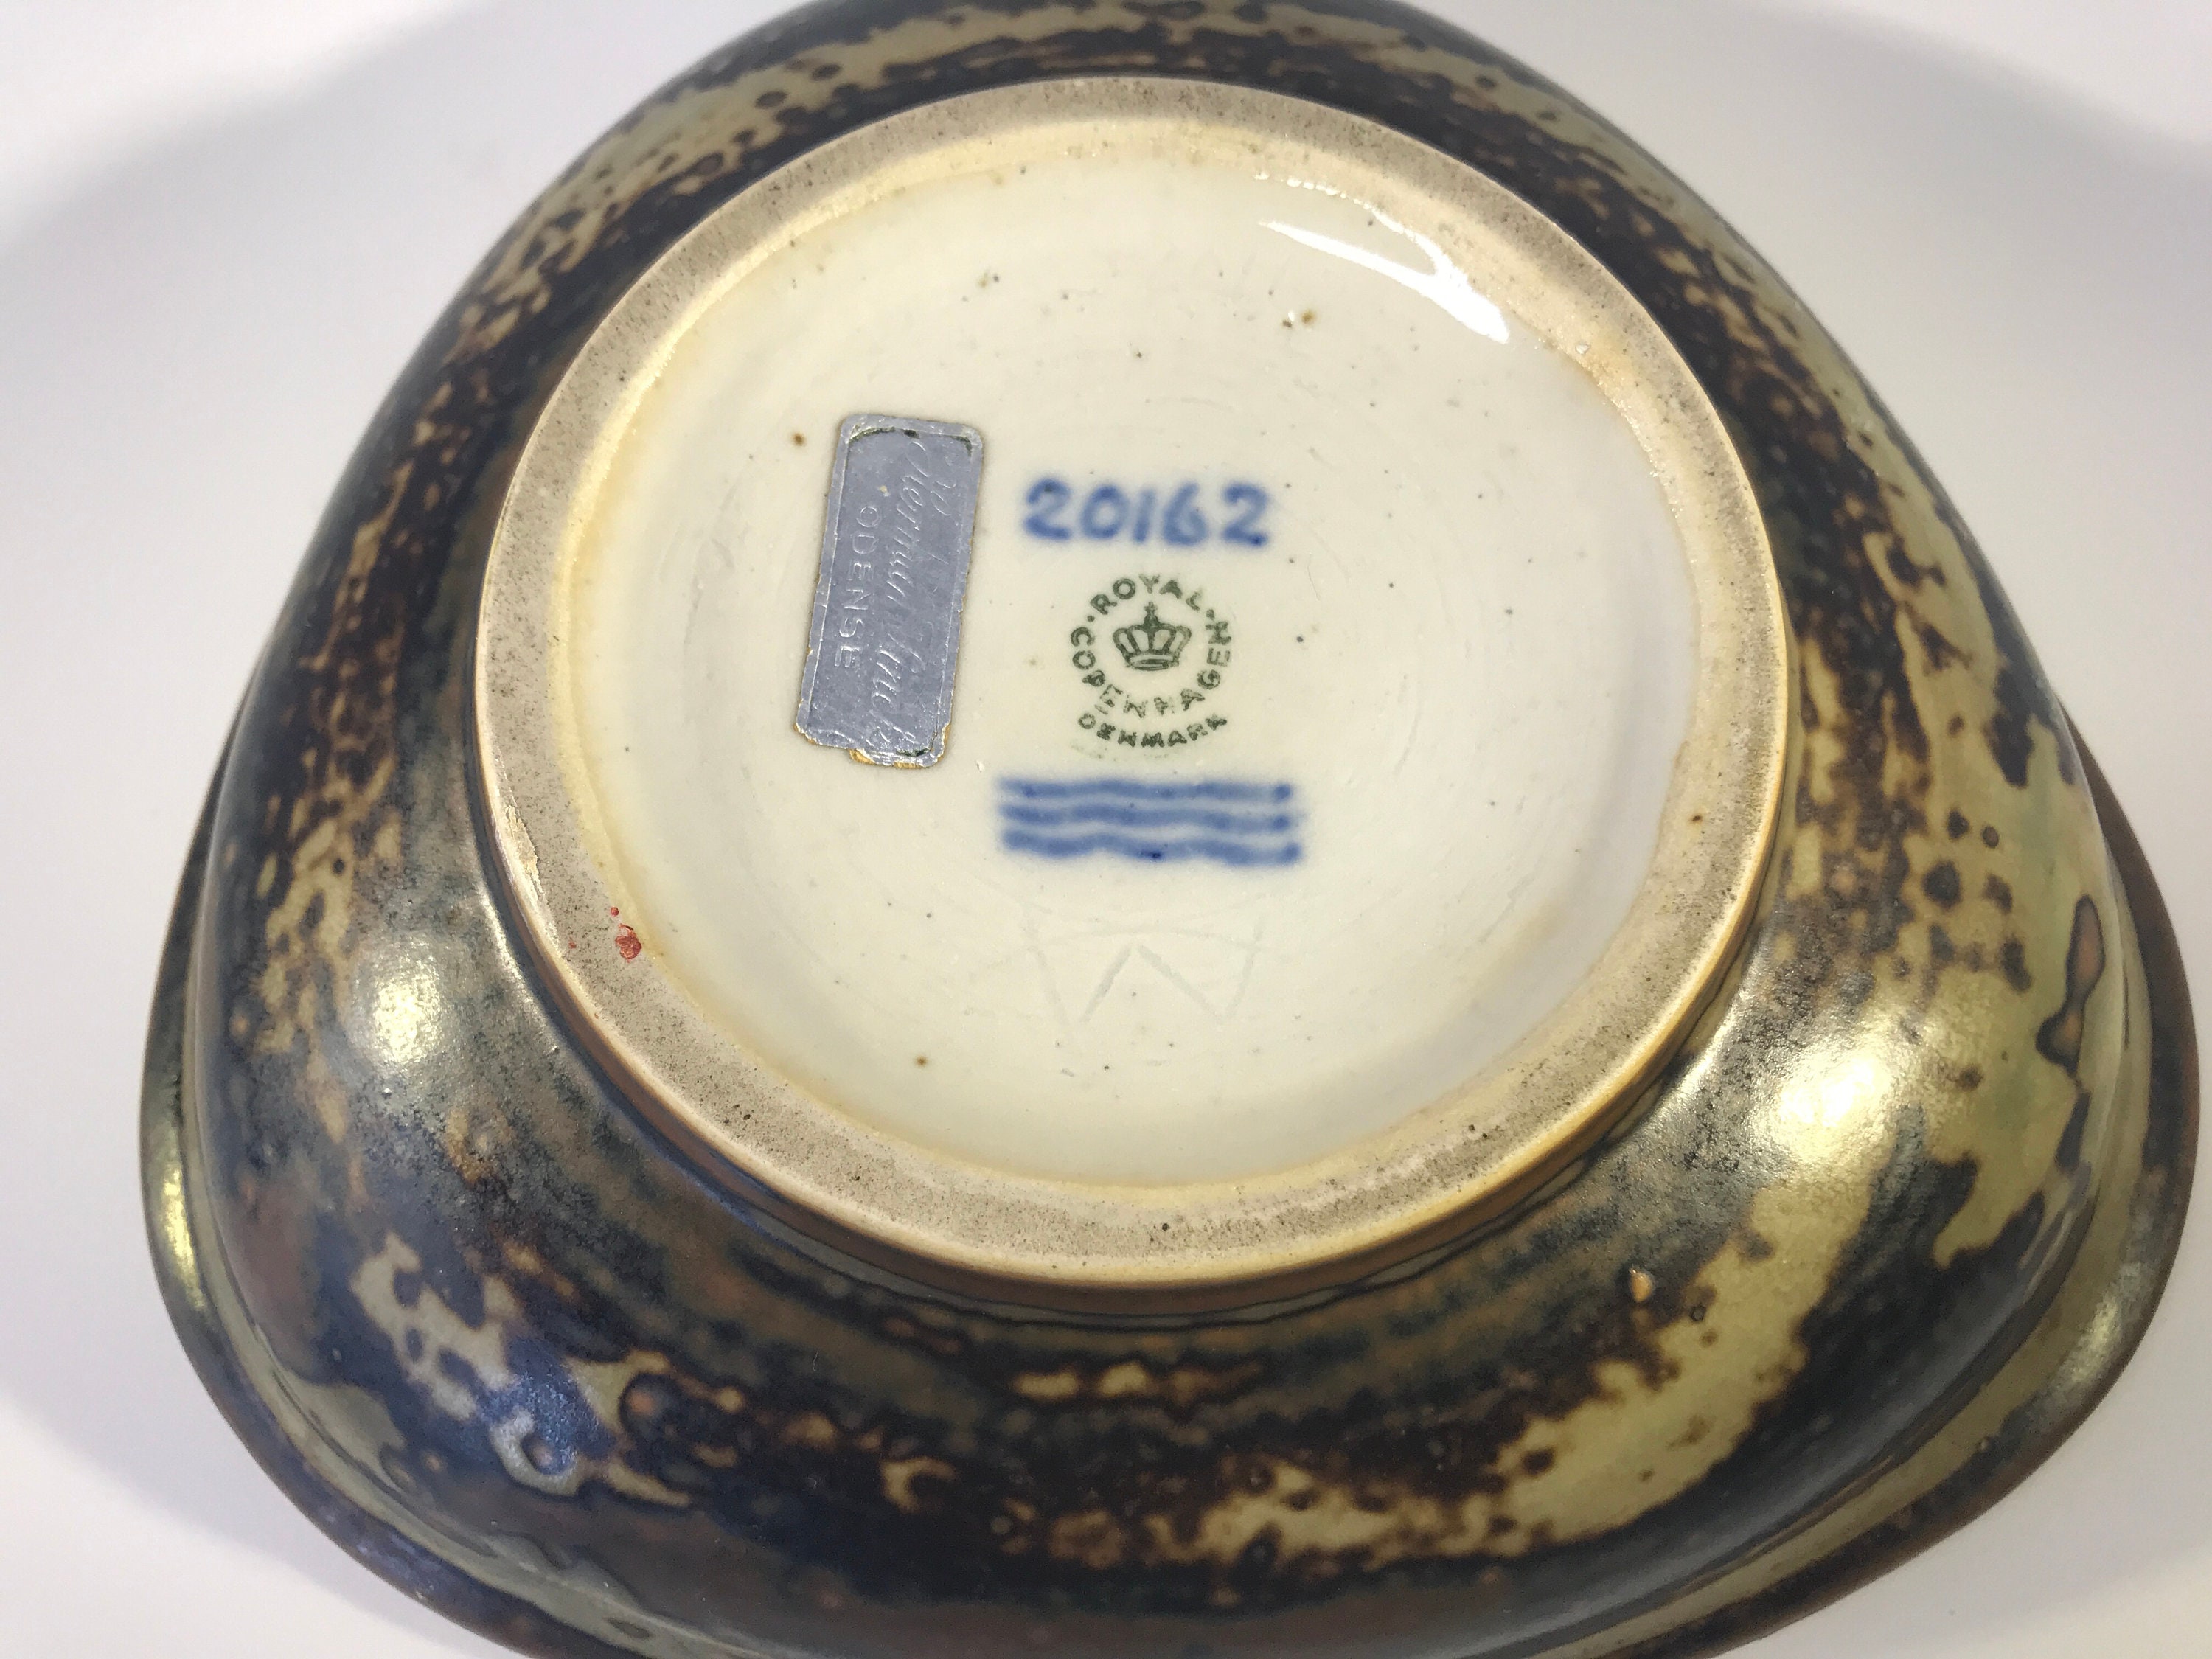 20162
ROYAL · COPENHAGEN ·
DENMARK
ODENSE